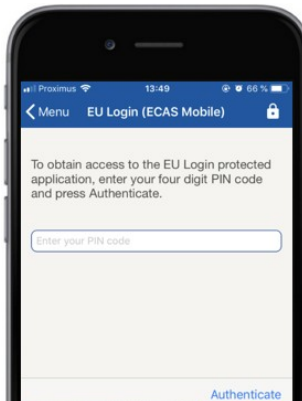 Proximus 13:49 66 %
Menu EU Login (ECAS Mobile)
To obtain access to the EU Login protected
application, enter your four digit PIN code
and press Authenticate.
Enter your PIN code
Authenticate